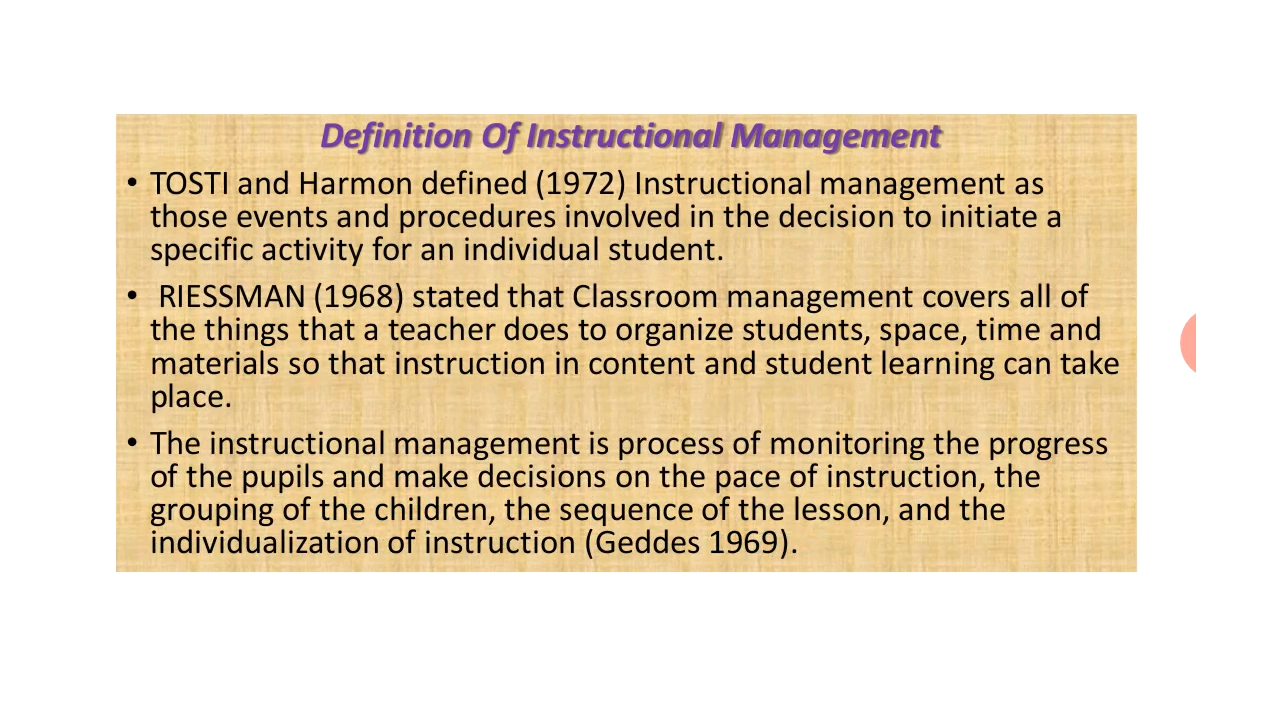 Definition Of Instructional Management
• TOSTI and Harmon defined (1972) Instructional management as
those events and procedures involved in the decision to initiate a
specific activity for an individual student.
• RIESSMAN (1968) stated that Classroom management covers all of
the things that a teacher does to organize students, space, time and
materials so that instruction in content and student learning can take
place.
• The instructional management is process of monitoring the progress
of the pupils and make decisions on the pace of instruction, the
grouping of the children, the sequence of the lesson, and the
individualization of instruction (Geddes 1969).